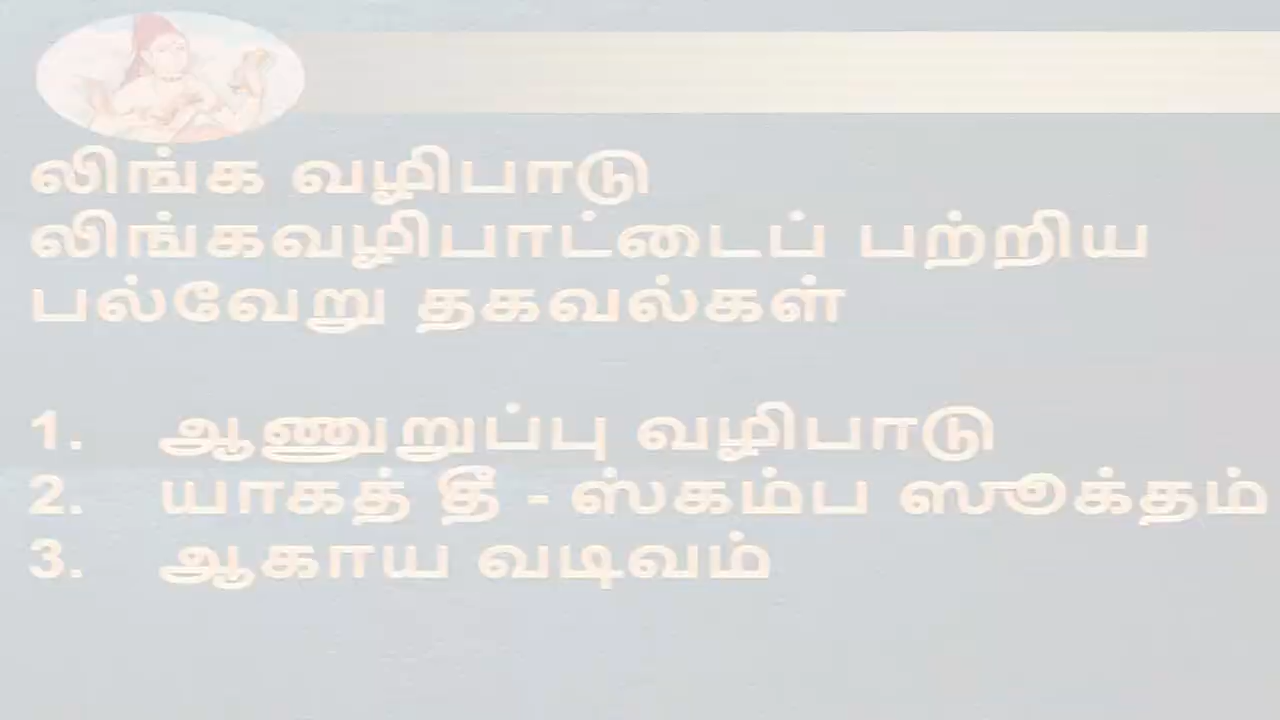 லிங்க வழிபாடு
லிங்கவழிபாட்டைப் பற்றிய
பல்வேறு தகவல்கள்
1. ஆணுறுப்பு வழிபாடு
2. யாகத் தீ - ஸ்கம்ப ஸூக்தம்
3. ஆகாய வடிவம்